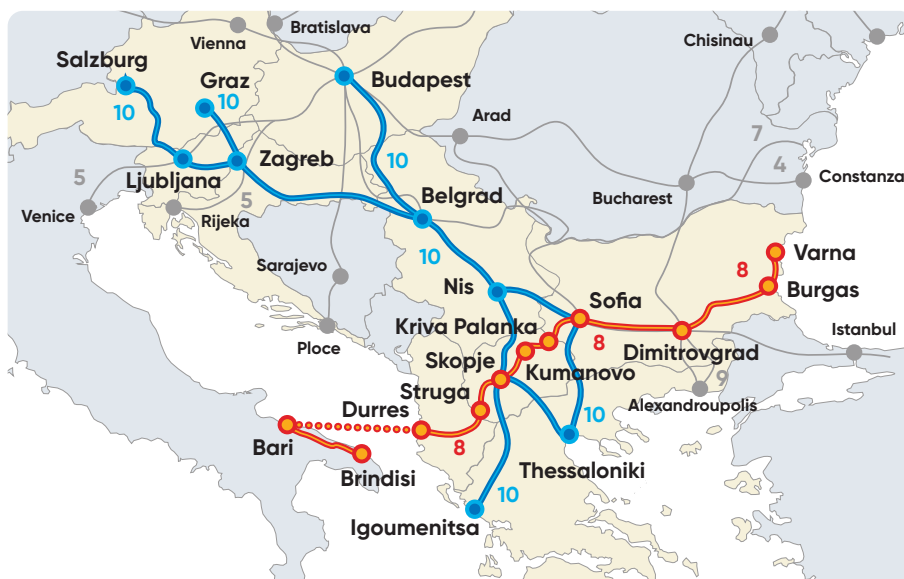 Bratislava
Vienna
Chisinau
Salzburg
Graz
Budapest
10
10
Arad
7
10
4
5
Zagreb
Ljubljana
Constanza
Bucharest
Venice
5
Rijeka
Belgrad
10
Varna
8
Sarajevo
Nis
Sofia
Burgas
Kriva Palanka
Istanbul
Ploce
8
Dimitrovgrad
Skopje
Kumanovo
9
Struga
Alexandroupolis
Durres
10
Bari
8
Thessaloniki
Brindisi
10
Igoumenitsa